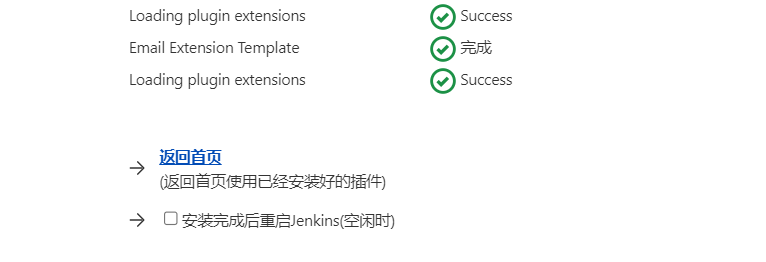 Loading plugin extensions Success
Email Extension Template 完成
Loading plugin extensions Success
返回首页
(返回首页使用已经安装好的插件)
安装完成后重启Jenkins(空闲时)